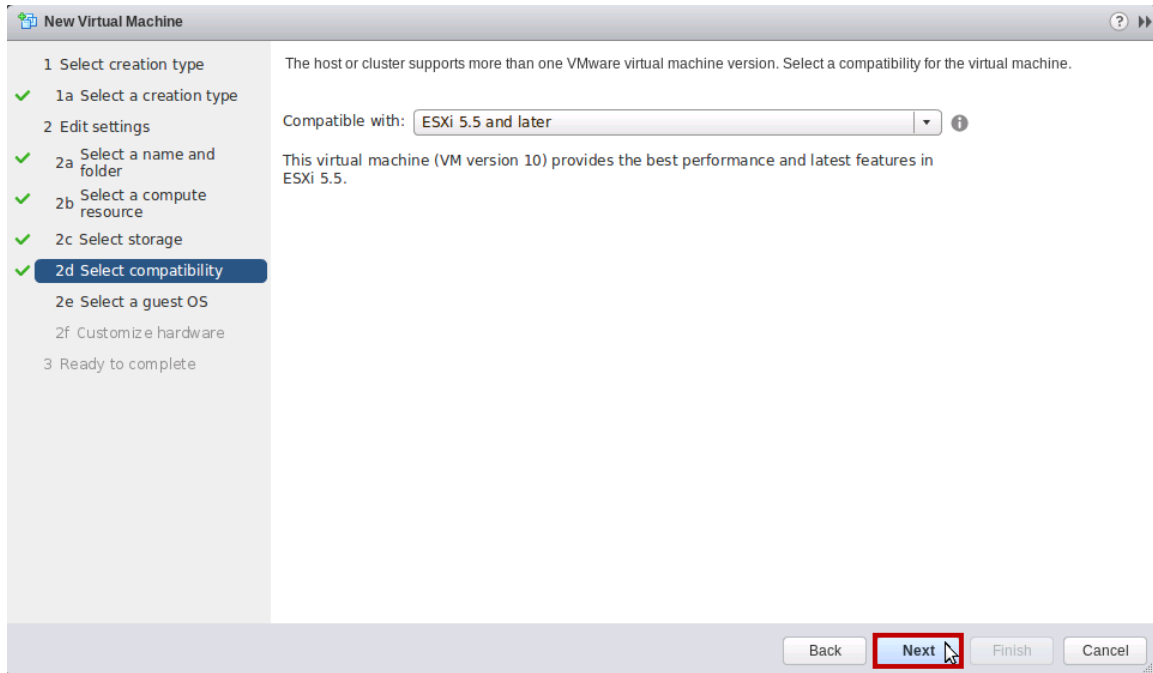 New Virtual Machine
1 Select creation type
1a Select a creation type
2 Edit settings
2a Select a name and
folder
2b Select a compute
resource
2c Select storage
2d Select compatibility
2e Select a guest OS
2f Customize hardware
3 Ready to complete
The host or cluster supports more than one VMware virtual machine version. Select a compatibility for the virtual machine.
Compatible with: ESXi 5.5 and later
This virtual machine (VM version 10) provides the best performance and latest features in
ESXi 5.5.
Back Next Finish Cancel